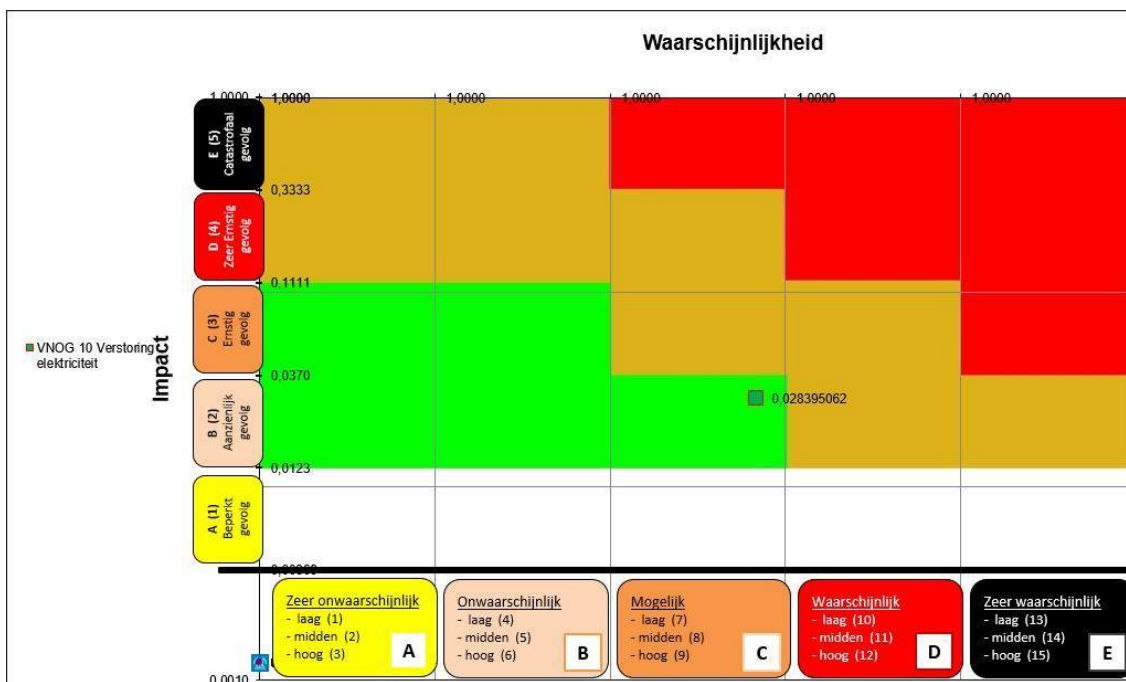 Waarschijnlijkheid
1,0000
1,0000
1,0000
1,0000
1,0000
1,0000
E (5)
Catastrofaal
gevolg
0,3333
D (4)
Zeer Ernstig
gevolg
0,1111
C (3)
Ernstig
gevolg
VNOG 10 Verstoring
elektriciteit
Impact
0,0370
0,028395062
B (2)
Aanzienlijk
gevolg
0,0123
A (1)
Beperkt
gevolg
Zeer onwaarschijnlijk
- laag (1)
- midden (2)
- hoog (3)
A
Onwaarschijnlijk
- laag (4)
- midden (5)
- hoog (6)
B
Mogelijk
- laag (7)
- midden (8)
- hoog (9)
C
Waarschijnlijk
- laag (10)
- midden (11)
- hoog (12)
D
Zeer waarschijnlijk
- laag (13)
- midden (14)
- hoog (15)
E
0,0010